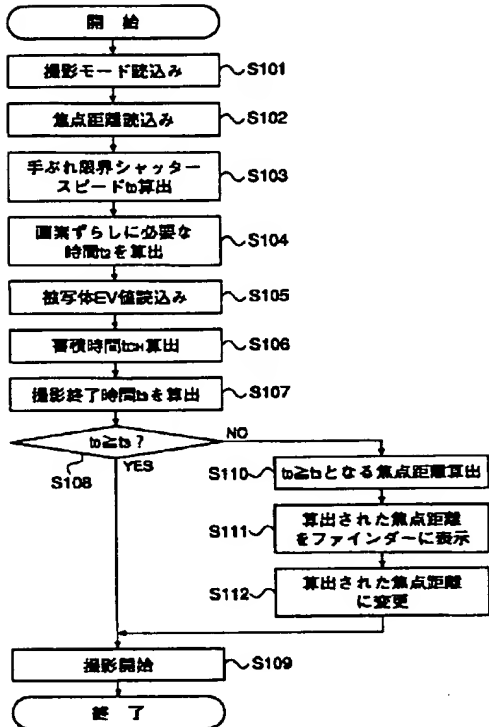 開 始
撮影モード読込み
S101
焦点距離読込み
S102
手ぶれ限界シャッター
スピードt0算出
S103
画素ずらしに必要な
時間t2を算出
S104
被写体EV値読込み
S105
蓄積時間tCH算出
S106
撮影終了時間t3を算出
S107
t0≧t3 ?
NO
YES
S108
S110
t0≧t3となる焦点距離算出
S111
算出された焦点距離
をファインダーに表示
S112
算出された焦点距離
に変更
撮影開始
S109
終 了